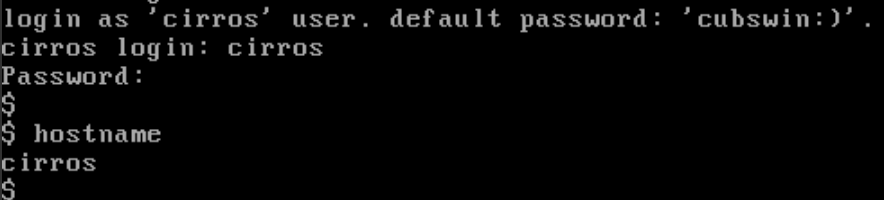 login as 'cirros' user. default password: 'cubswin:)'.
cirros login: cirros
Password:
$
$ hostname
cirros
$